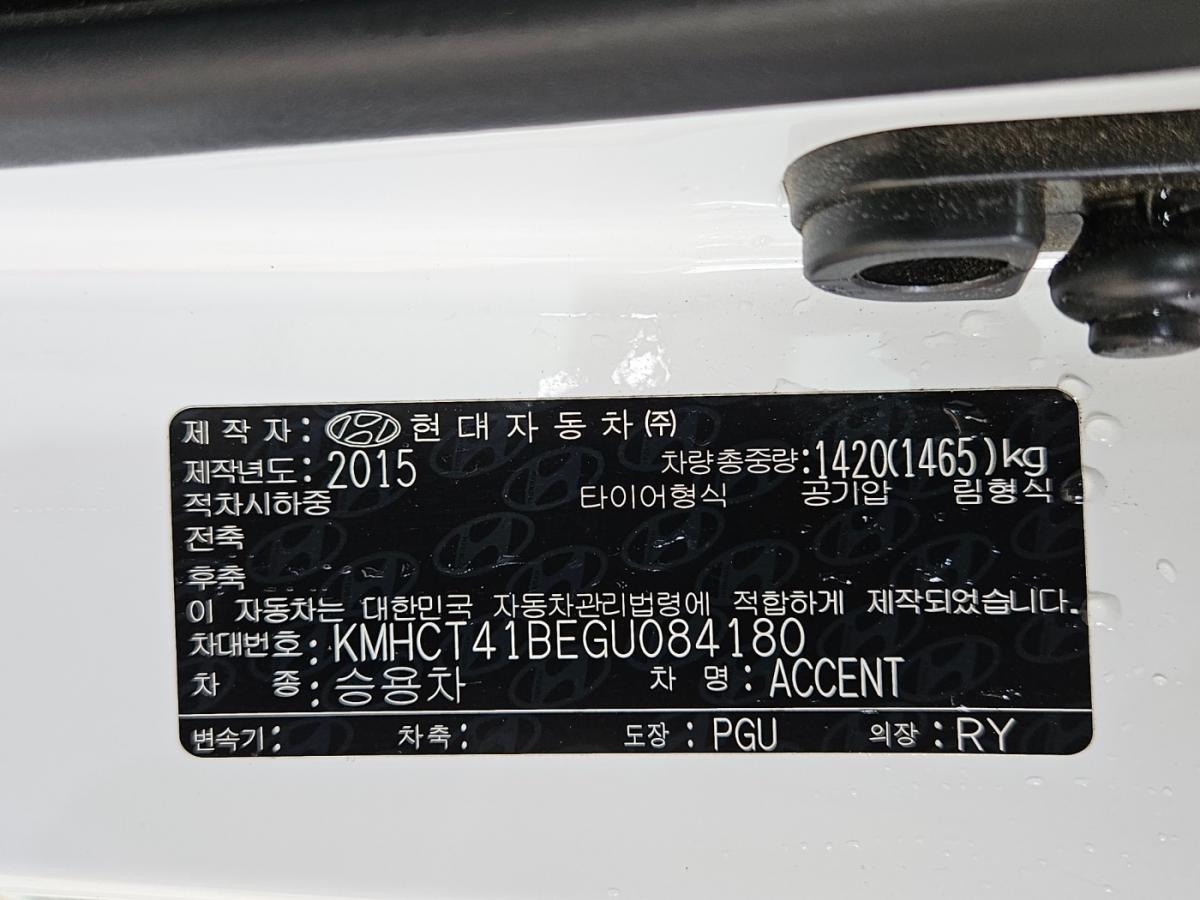 제작자: 현대자동차(주)
제작년도: 2015 차량총중량:1420(1465)kg
적차시하중 타이어형식 공기압 림형식
전축
후축
이 자동차는 대한민국 자동차관리법령에 적합하게 제작되었습니다.
차대번호: KMHCT41BEGU084180
차 종: 승용차 차 명: ACCENT
변속기: 차축: 도장: PGU 의장: RY